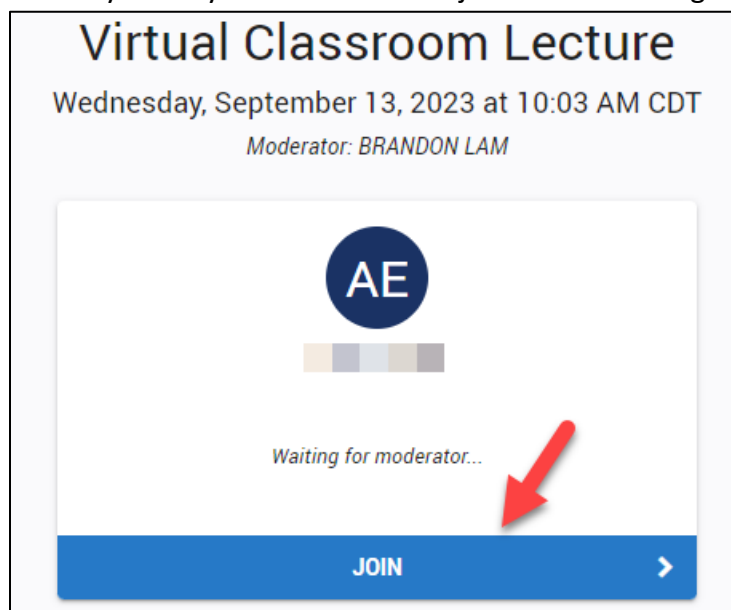 Virtual Classroom Lecture
Wednesday, September 13, 2023 at 10:03 AM CDT
Moderator: BRANDON LAM
AE
Waiting for moderator...
JOIN